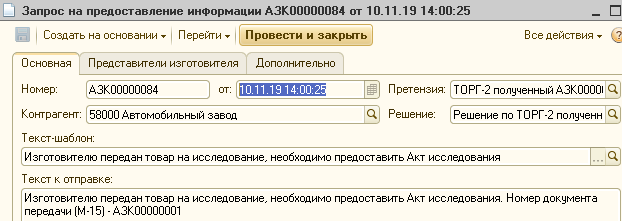 Запрос на предоставление информации АЗК00000084 от 10.11.19 14:00:25
Создать на основании Перейти Провести и закрыть Все действия
Основная Представители изготовителя Дополнительно
Номер: АЗК00000084 от: 10.11.19 14:00:25 Претензия: ТОРГ-2 полученный АЗК0000
Контрагент: 58000 Автомобильный завод Решение: Решение по ТОРГ-2 полученн
Текст-шаблон:
Изготовителю передан товар на исследование, необходимо предоставить Акт исследования
Текст к отправке:
Изготовителю передан товар на исследование, необходимо предоставить Акт исследования. Номер документа
передачи (М-15) - АЗК00000001